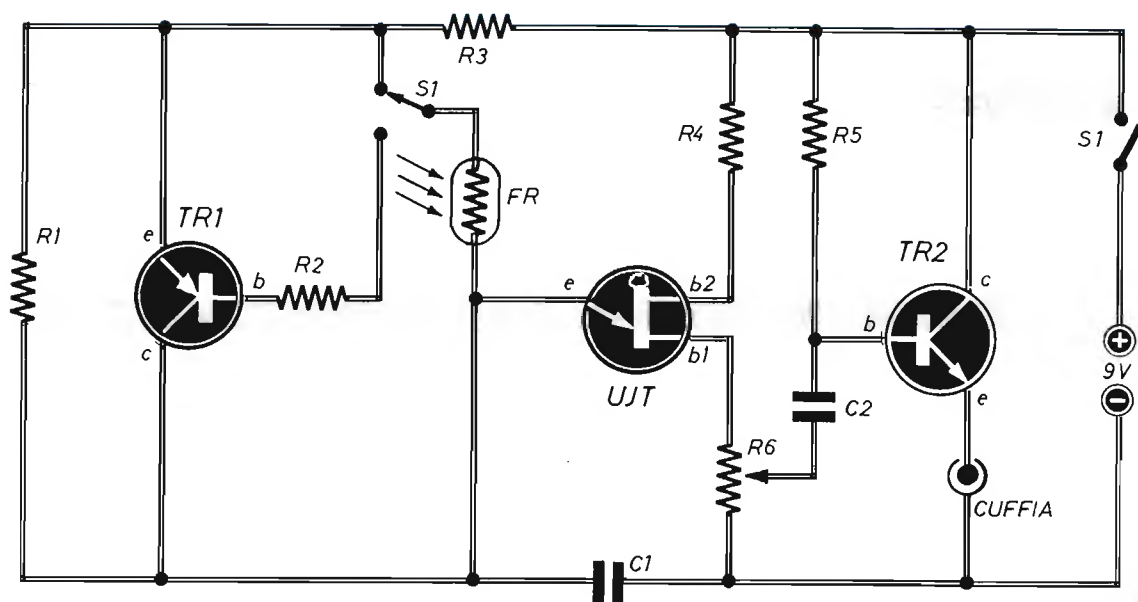 R3
S1
R4
R5
S1
FR
TR1
R1
e
R2
b
c
e
b2
b1
UJT
TR2
c
b
e
+
9V
-
C2
R6
CUFFIA
C1